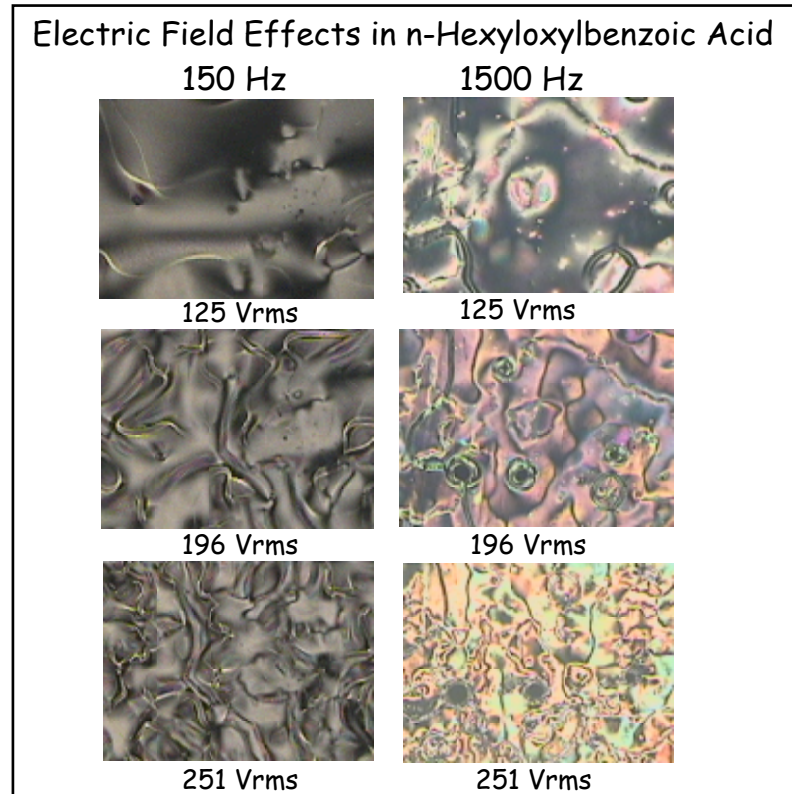 Electric Field Effects in n-Hexyloxylbenzoic Acid
150 Hz 1500 Hz
125 Vrms 125 Vrms
196 Vrms 196 Vrms
251 Vrms 251 Vrms